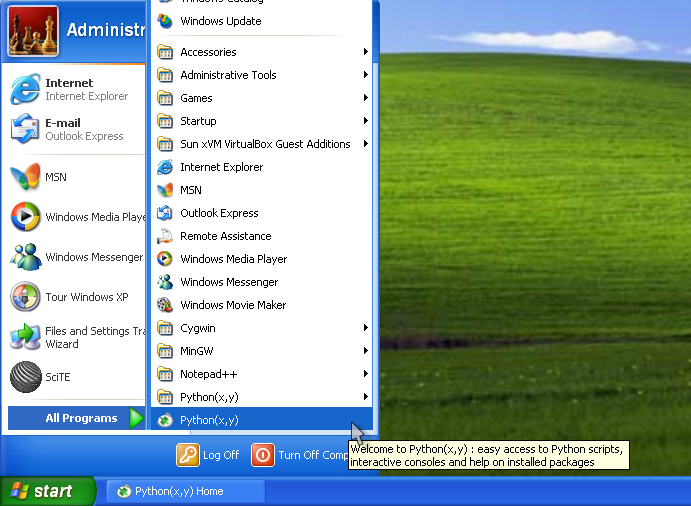 Administr
Internet
Internet Explorer
E-mail
Outlook Express
MSN
Windows Media Playe
Windows Messenger
Tour Windows XP
Files and Settings Tra
Wizard
SciTE
All Programs
Windows Catalog
Windows Update
Accessories
Administrative Tools
Games
Startup
Sun xVM VirtualBox Guest Additions
Internet Explorer
MSN
Outlook Express
Remote Assistance
Windows Media Player
Windows Messenger
Windows Movie Maker
Cygwin
MinGW
Notepad++
Python(x,y)
Python(x,y)
Welcome to Python(x,y) : easy access to Python scripts,
interactive consoles and help on installed packages
Log Off
Turn Off Comp
start
Python(x,y) Home